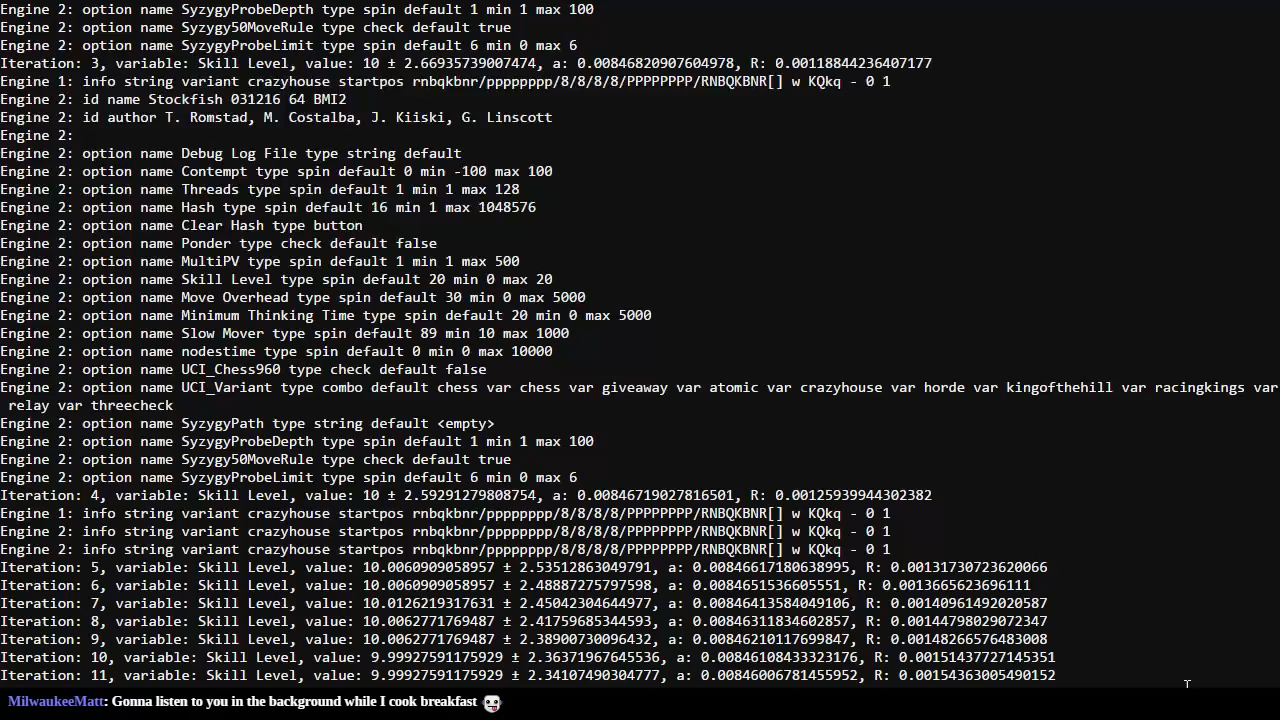 Engine 2: option name SyzygyProbeDepth type spin default 1 min 1 max 100
Engine 2: option name Syzygy50MoveRule type check default true
Engine 2: option name SyzygyProbeLimit type spin default 6 min 0 max 6
Iteration: 3, variable: Skill Level, value: 10 ± 2.66935739007474, a: 0.00846820907604978, R: 0.00118844236407177
Engine 1: info string variant crazyhouse startpos rnbqkbnr/pppppppp/8/8/8/8/PPPPPPPP/RNBQKBNR[] w KQkq - 0 1
Engine 2: id name Stockfish 031216 64 BMI2
Engine 2: id author T. Romstad, M. Costalba, J. Kiiski, G. Linscott
Engine 2:
Engine 2: option name Debug Log File type string default
Engine 2: option name Contempt type spin default 0 min -100 max 100
Engine 2: option name Threads type spin default 1 min 1 max 128
Engine 2: option name Hash type spin default 16 min 1 max 1048576
Engine 2: option name Clear Hash type button
Engine 2: option name Ponder type check default false
Engine 2: option name MultiPV type spin default 1 min 1 max 500
Engine 2: option name Skill Level type spin default 20 min 0 max 20
Engine 2: option name Move Overhead type spin default 30 min 0 max 5000
Engine 2: option name Minimum Thinking Time type spin default 20 min 0 max 5000
Engine 2: option name Slow Mover type spin default 89 min 10 max 1000
Engine 2: option name nodestime type spin default 0 min 0 max 10000
Engine 2: option name UCI_Chess960 type check default false
Engine 2: option name UCI_Variant type combo default chess var chess var giveaway var atomic var crazyhouse var horde var kingofthehill var racingkings var
relay var threecheck
Engine 2: option name SyzygyPath type string default <empty>
Engine 2: option name SyzygyProbeDepth type spin default 1 min 1 max 100
Engine 2: option name Syzygy50MoveRule type check default true
Engine 2: option name SyzygyProbeLimit type spin default 6 min 0 max 6
Iteration: 4, variable: Skill Level, value: 10 ± 2.59291279808754, a: 0.00846719027816501, R: 0.00125939944302382
Engine 1: info string variant crazyhouse startpos rnbqkbnr/pppppppp/8/8/8/8/PPPPPPPP/RNBQKBNR[] w KQkq - 0 1
Engine 2: info string variant crazyhouse startpos rnbqkbnr/pppppppp/8/8/8/8/PPPPPPPP/RNBQKBNR[] w KQkq - 0 1
Engine 2: info string variant crazyhouse startpos rnbqkbnr/pppppppp/8/8/8/8/PPPPPPPP/RNBQKBNR[] w KQkq - 0 1
Iteration: 5, variable: Skill Level, value: 10.0060909058957 ± 2.53512863049791, a: 0.00846617180638995, R: 0.00131730723620066
Iteration: 6, variable: Skill Level, value: 10.0060909058957 ± 2.48887275797598, a: 0.0084651536605551, R: 0.0013665623696111
Iteration: 7, variable: Skill Level, value: 10.0126219317631 ± 2.45042304644977, a: 0.00846413584049106, R: 0.00140961492020587
Iteration: 8, variable: Skill Level, value: 10.0062771769487 ± 2.41759685344593, a: 0.00846311834602857, R: 0.00144798029072347
Iteration: 9, variable: Skill Level, value: 10.0062771769487 ± 2.38900730096432, a: 0.00846210117699847, R: 0.00148266576483008
Iteration: 10, variable: Skill Level, value: 9.99927591175929 ± 2.36371967645536, a: 0.00846108433323176, R: 0.00151437727145351
Iteration: 11, variable: Skill Level, value: 9.99927591175929 ± 2.34107490304777, a: 0.00846006781455952, R: 0.00154363005490152
MilwaukeeMatt: Gonna listen to you in the background while I cook breakfast